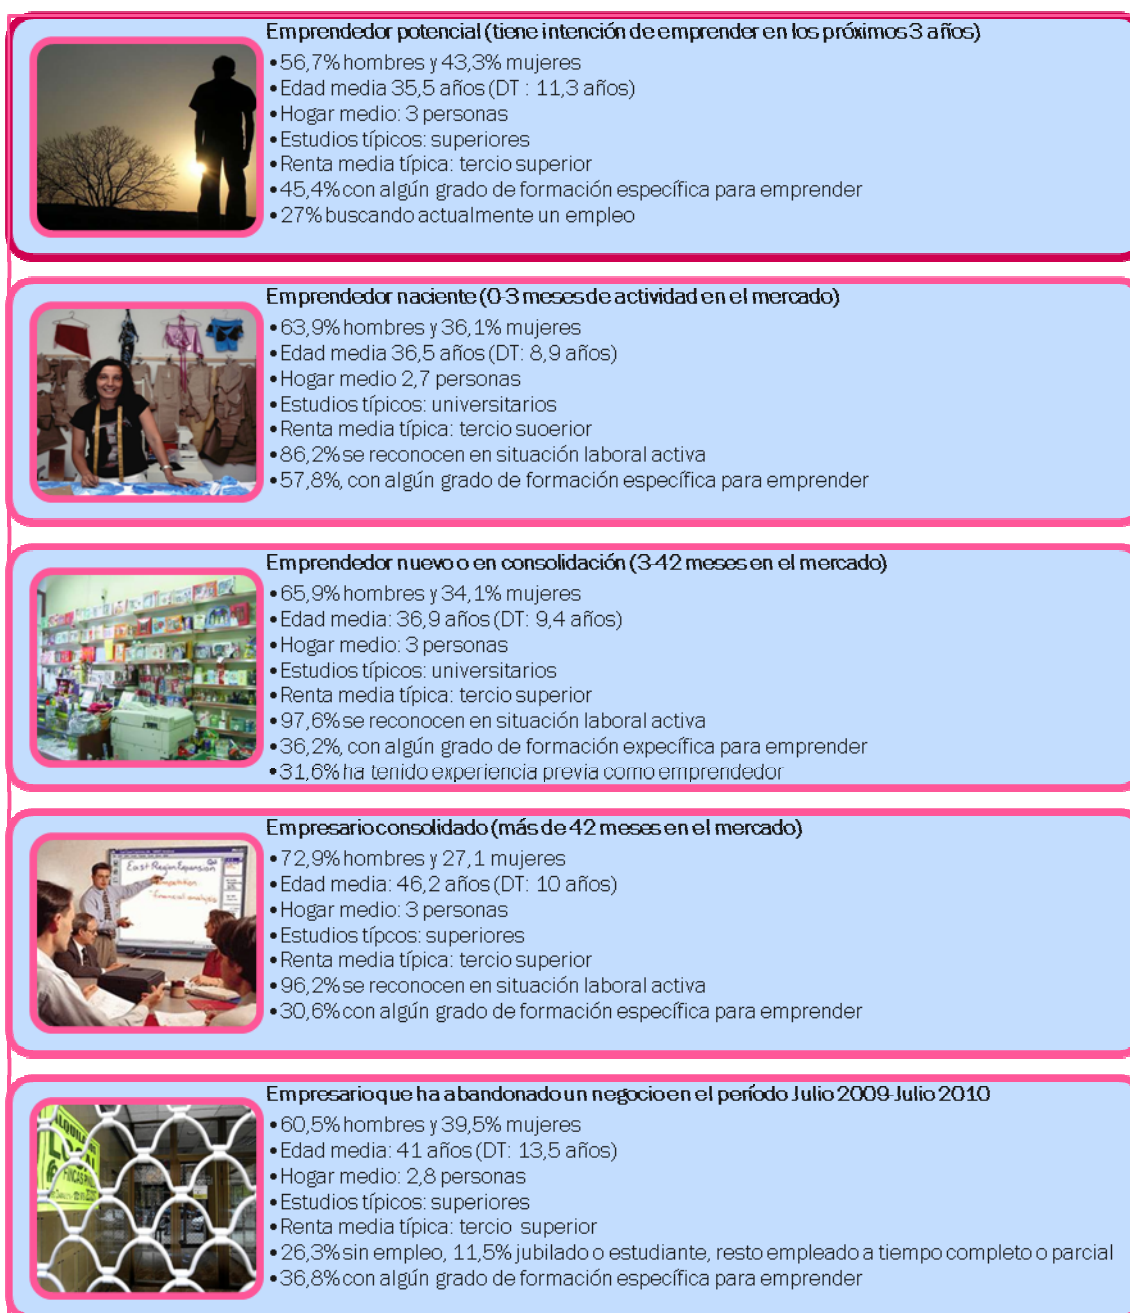 Emprendedor potencial (tiene intención de emprender en los próximos 3 años)
•56,7% hombres y 43,3% mujeres
•Edad media 35,5 años (DT : 11,3 años)
•Hogar medio: 3 personas
•Estudios típicos: superiores
•Renta media típica: tercio superior
•45,4% con algún grado de formación específica para emprender
•27% buscando actualmente un empleo
Emprendedor naciente (0-3 meses de actividad en el mercado)
•63,9% hombres y 36,1% mujeres
•Edad media 36,5 años (DT: 8,9 años)
•Hogar medio 2,7 personas
•Estudios típicos: universitarios
•Renta media típica: tercio suoerior
•86,2% se reconocen en situación laboral activa
•57,8%, con algún grado de formación específica para emprender
Emprendedor nuevo o en consolidación (3-42 meses en el mercado)
•65,9% hombres y 34,1% mujeres
•Edad media: 36,9 años (DT: 9,4 años)
•Hogar medio: 3 personas
•Estudios típicos: universitarios
•Renta media típica: tercio superior
•97,6% se reconocen en situación laboral activa
•36,2%, con algún grado de formación expecífica para emprender
•31,6% ha tenido experiencia previa como emprendedor
Empresario consolidado (más de 42 meses en el mercado)
East Region Expansion
Competition
financial analysis
•72,9% hombres y 27,1 mujeres
•Edad media: 46,2 años (DT: 10 años)
•Hogar medio: 3 personas
•Estudios típcos: superiores
•Renta media típica: tercio superior
•96,2% se reconocen en situación laboral activa
•30,6% con algún grado de formación específica para emprender
Empresario que ha abandonado un negocio en el período Julio 2009-Julio 2010
•60,5% hombres y 39,5% mujeres
•Edad media: 41 años (DT: 13,5 años)
•Hogar medio: 2,8 personas
•Estudios típicos: superiores
•Renta media típica: tercio superior
•26,3% sin empleo, 11,5% jubilado o estudiante, resto empleado a tiempo completo o parcial
•36,8% con algún grado de formación específica para emprender